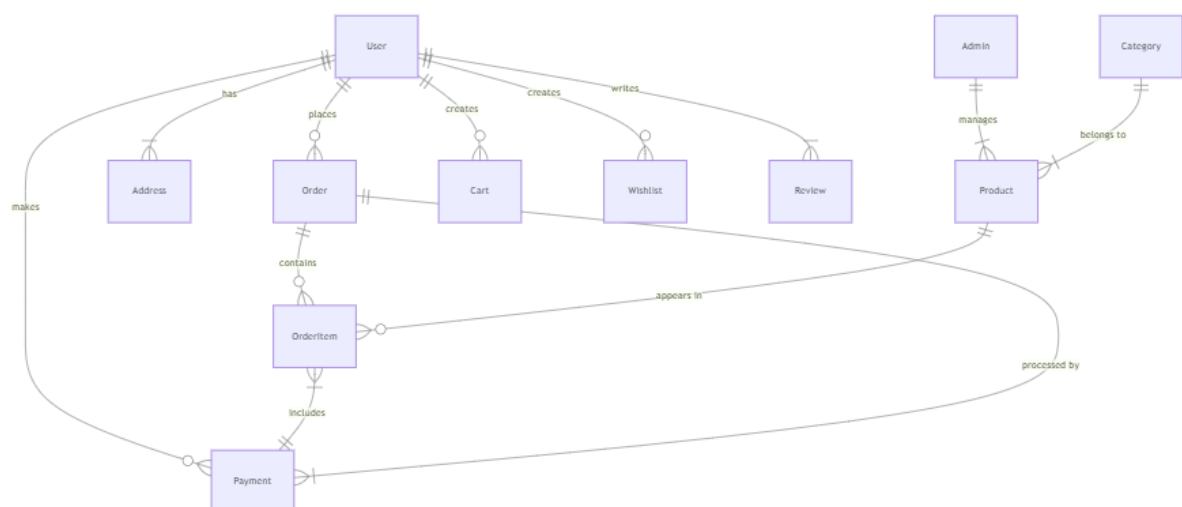 User
Admin
Category
has
writes
creates
creates
places
manages
belongs to
Address
Order
Cart
Wishlist
Review
Product
makes
contains
appears in
OrderItem
processed by
includes
Payment